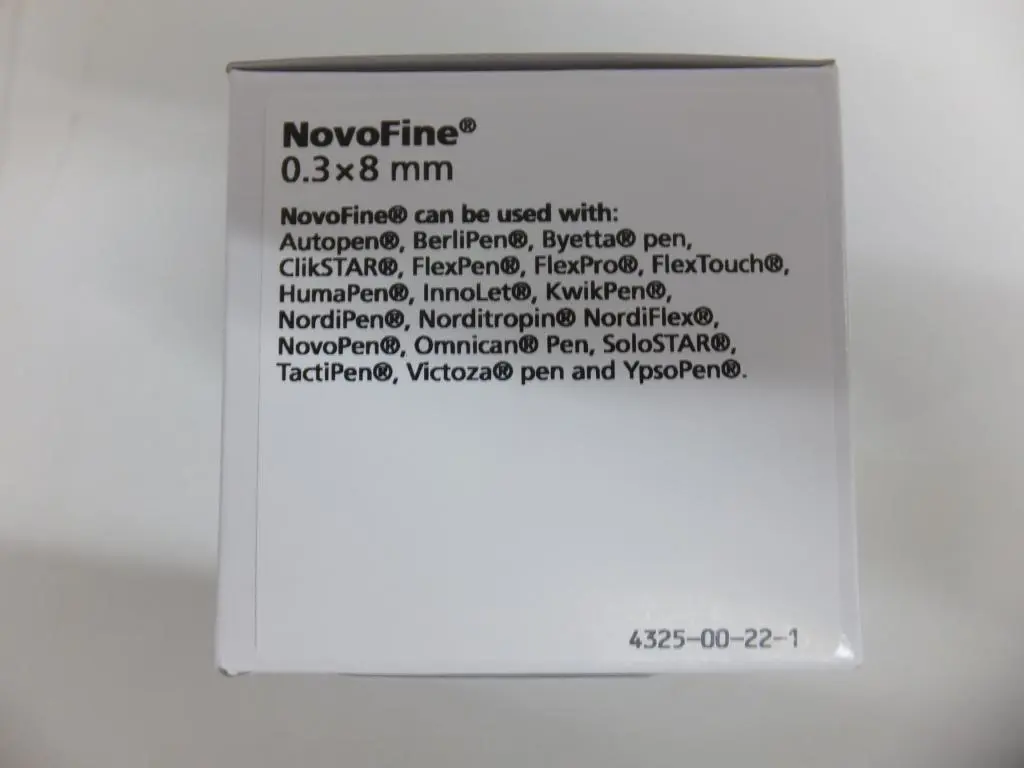 NovoFine®
0.3×8 mm
NovoFine® can be used with:
Autopen®, BerliPen®, Byetta® pen,
ClikSTAR®, FlexPen®, FlexPro®, FlexTouch®,
HumaPen®, InnoLet®, KwikPen®,
NordiPen®, Norditropin® NordiFlex®,
NovoPen®, Omnican® Pen, SoloSTAR®,
TactiPen®, Victoza® pen and YpsoPen®.
4325-00-22-1